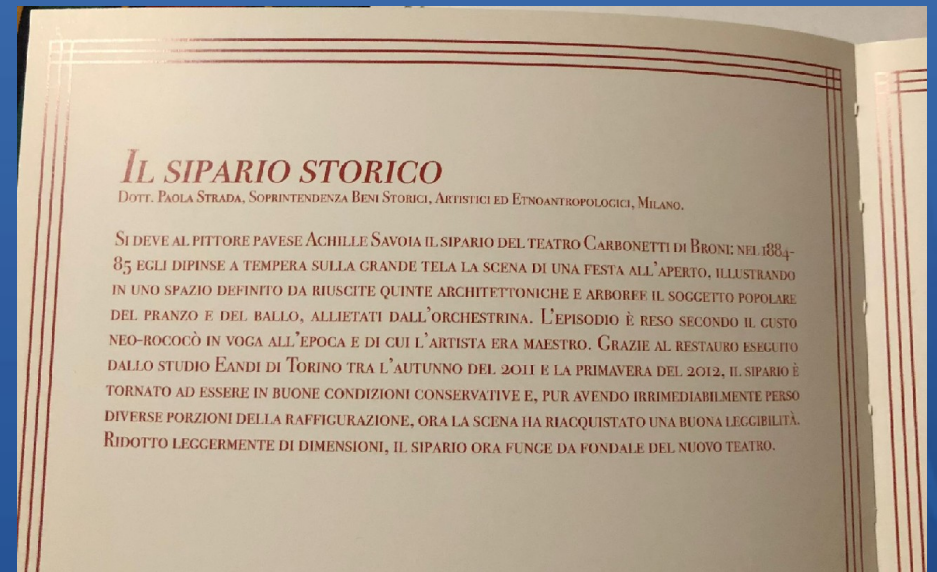 Il sipario storico
Dott. Paola Strada, Soprintendenza Beni Storici, Artistici ed Etnoantropologici, Milano.
Si deve al pittore pavese Achille Savoia il sipario del teatro Carbonetti di Broni: nel 1884-
85 egli dipinse a tempera sulla grande tela la scena di una festa all'aperto, illustrando
in uno spazio definito da riuscite quinte architettoniche e arboree il soggetto popolare
del pranzo e del ballo, allietati dall'orchestrina. L'episodio è reso secondo il gusto
neo-rococò in voga all'epoca e di cui l'artista era maestro. Grazie al restauro eseguito
dallo studio Eandi di Torino tra l'autunno del 2011 e la primavera del 2012, il sipario è
tornato ad essere in buone condizioni conservative e, pur avendo irrimediabilmente perso
diverse porzioni della raffigurazione, ora la scena ha riacquistato una buona leggibilità.
Ridotto leggermente di dimensioni, il sipario ora funge da fondale del nuovo teatro.